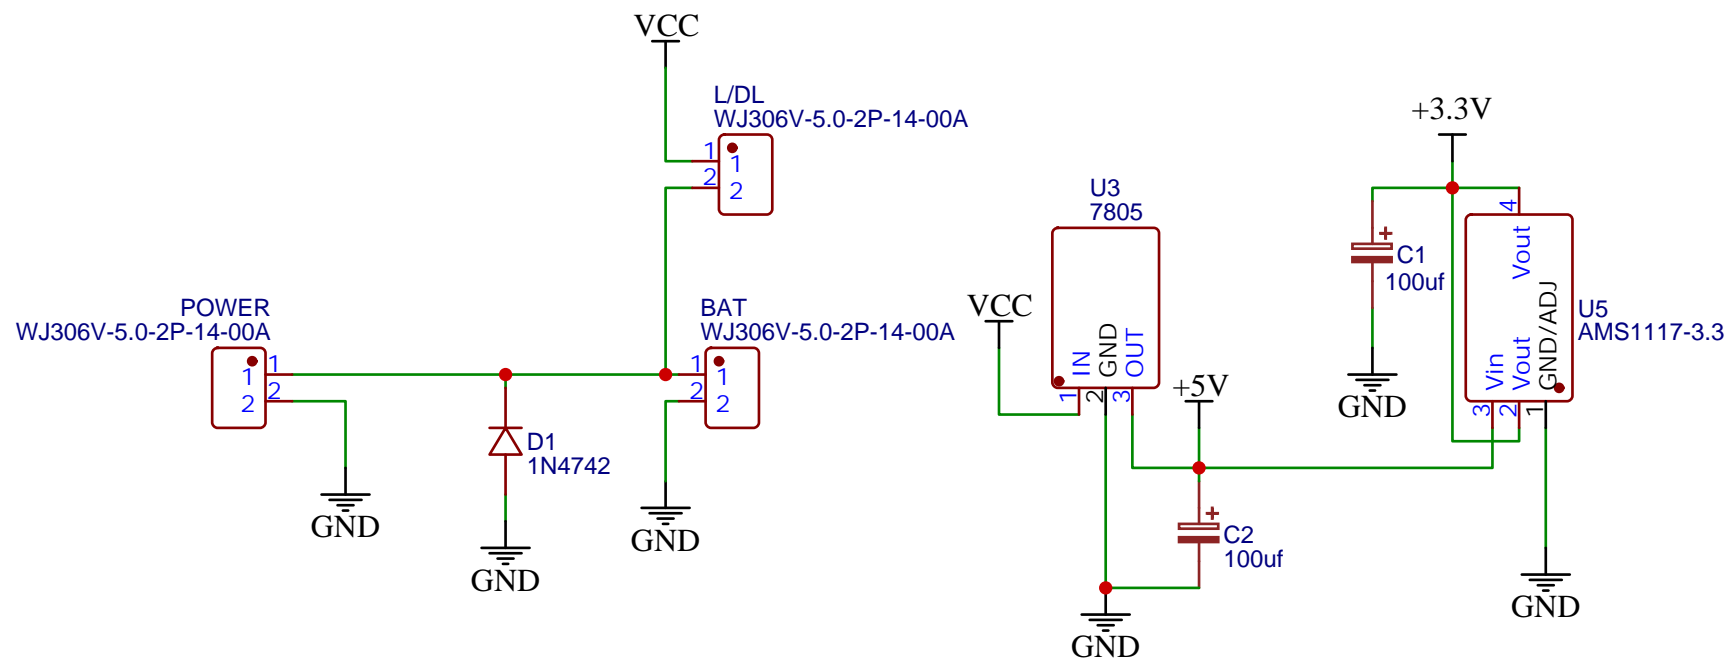 VCC
L/DL
WJ306V-5.0-2P-14-00A
1
1
2
2
POWER
WJ306V-5.0-2P-14-00A
1
1
2
2
GND
D1
1N4742
GND
BAT
WJ306V-5.0-2P-14-00A
1
1
2
2
GND
VCC
U3
7805
IN
GND
OUT
1
2
3
+5V
C2
100uf
GND
+3.3V
C1
100uf
GND
4
Vout
Vin
Vout
GND/ADJ
3
2
1
U5
AMS1117-3.3
GND